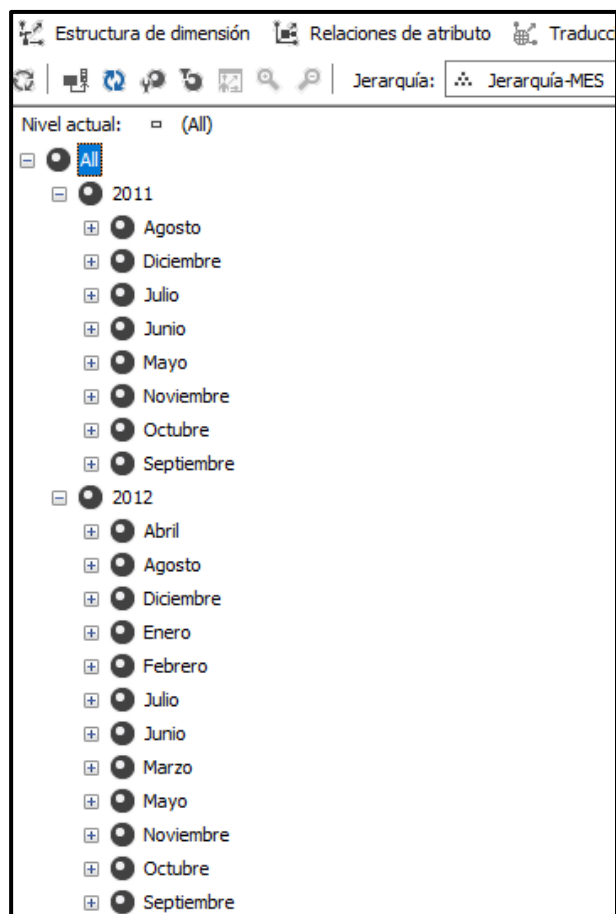 Estructura de dimensión Relaciones de atributo Traducc
Jerarquía: Jerarquía-MES
Nivel actual: (All)
All
2011
Agosto
Diciembre
Julio
Junio
Mayo
Noviembre
Octubre
Septiembre
2012
Abril
Agosto
Diciembre
Enero
Febrero
Julio
Junio
Marzo
Mayo
Noviembre
Octubre
Septiembre